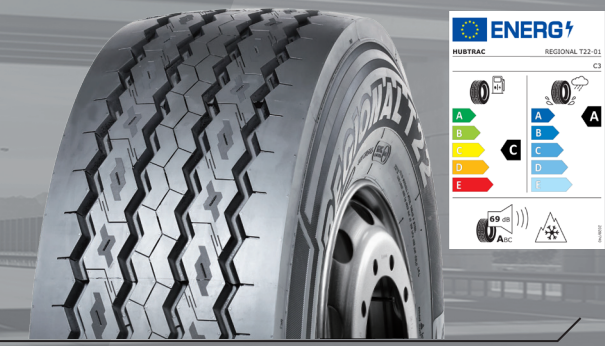 REGIONAL T22
ENERG
HUBTRAC
REGIONAL T22-01
C3
A
B
C
D
E
C
A
B
C
D
E
A
69 dB
ABC